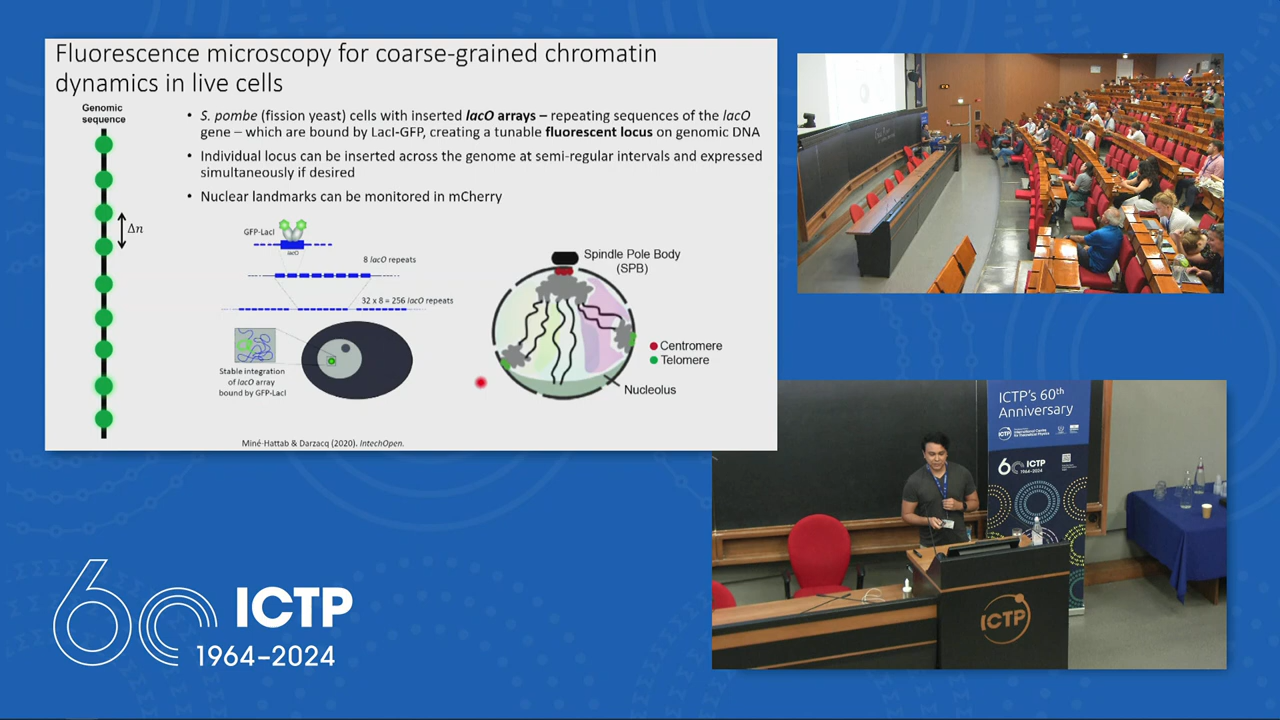 Fluorescence microscopy for coarse-grained chromatin
dynamics in live cells
Genomic
sequence
• S. pombe (fission yeast) cells with inserted lacO arrays – repeating sequences of the lacO
gene – which are bound by LacI-GFP, creating a tunable fluorescent locus on genomic DNA
• Individual locus can be inserted across the genome at semi-regular intervals and expressed
simultaneously if desired
• Nuclear landmarks can be monitored in mCherry
Δn
GFP-LacI
lacO
8 lacO repeats
32 x 8 = 256 lacO repeats
Stable integration
of lacO array
bound by GFP-LacI
Spindle Pole Body
(SPB)
Centromere
Telomere
Nucleolus
Miné-Hattab & Darzacq (2020). IntechOpen.
ICTP's 60th
Anniversary
ICTP
60 ICTP
1964–2024
ICTP
60 ICTP
1964–2024